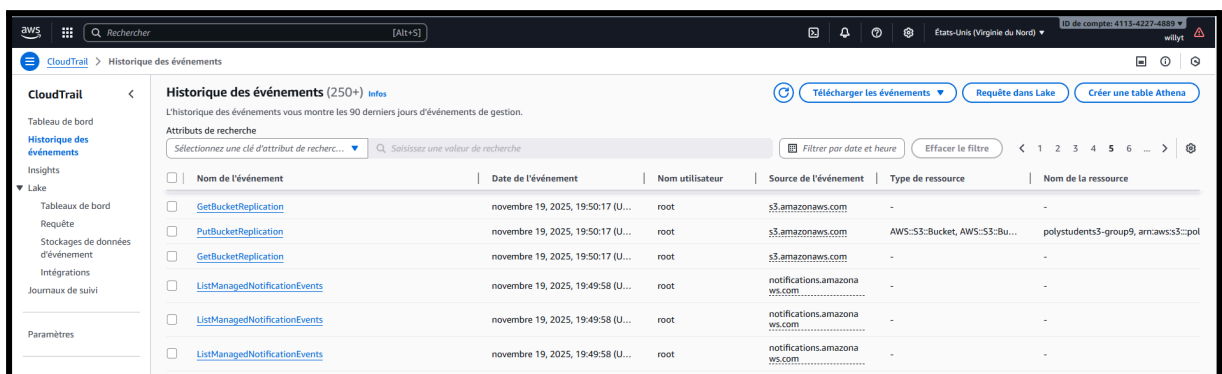 aws
Rechercher
[Alt+S]
États-Unis (Virginie du Nord) ▼
ID de compte: 4113-4227-4889 ▼
willyt
CloudTrail > Historique des événements
CloudTrail
Tableau de bord
Historique des
événements
Insights
▼ Lake
Tableaux de bord
Requête
Stockages de données
d'événement
Intégrations
Journaux de suivi
Paramètres
Historique des événements (250+) Infos
Télécharger les événements ▼
Requête dans Lake
Créer une table Athena
L'historique des événements vous montre les 90 derniers jours d'événements de gestion.
Attributs de recherche
Sélectionnez une clé d'attribut de recherc... ▼
Saisissez une valeur de recherche
Filtrer par date et heure
Effacer le filtre
< 1 2 3 4 5 6 ... >
Nom de l'événement | Date de l'événement | Nom utilisateur | Source de l'événement | Type de ressource | Nom de la ressource
GetBucketReplication novembre 19, 2025, 19:50:17 (U... root s3.amazonaws.com - -
PutBucketReplication novembre 19, 2025, 19:50:17 (U... root s3.amazonaws.com AWS::S3::Bucket, AWS::S3::Bu... polystudents3-group9, arn:aws:s3:::pol
GetBucketReplication novembre 19, 2025, 19:50:17 (U... root s3.amazonaws.com - -
ListManagedNotificationEvents novembre 19, 2025, 19:49:58 (U... root notifications.amazona
ws.com - -
ListManagedNotificationEvents novembre 19, 2025, 19:49:58 (U... root notifications.amazona
ws.com - -
ListManagedNotificationEvents novembre 19, 2025, 19:49:58 (U... root notifications.amazona
ws.com - -